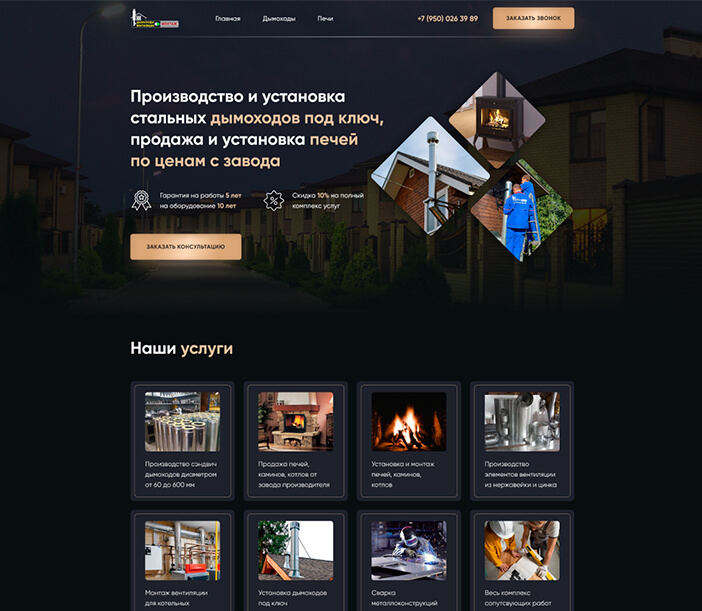 МОНТАЖ
Главная
Дымоходы
Печи
+7 (950) 026 39 89
ЗАКАЗАТЬ ЗВОНОК
Производство и установка
стальных дымоходов под ключ,
продажа и установка печей
по ценам с завода
Гарантия на работы 5 лет
на оборудование 10 лет
Скидка 10% на полный
комплекс услуг
ЗАКАЗАТЬ КОНСУЛЬТАЦИЮ
Наши услуги
Производство сэндвич
дымоходов диаметром
от 60 до 600 мм
Продажа печей,
каминов, котлов от
завода производителя
Установка и монтаж
печей, каминов,
котлов
Производство
элементов вентиляции
из нержавейки и цинка
Монтаж вентиляции
для котельных
Установка дымоходов
под ключ
Сварка
металлоконструкций
Весь комплекс
сопутсвующих работ